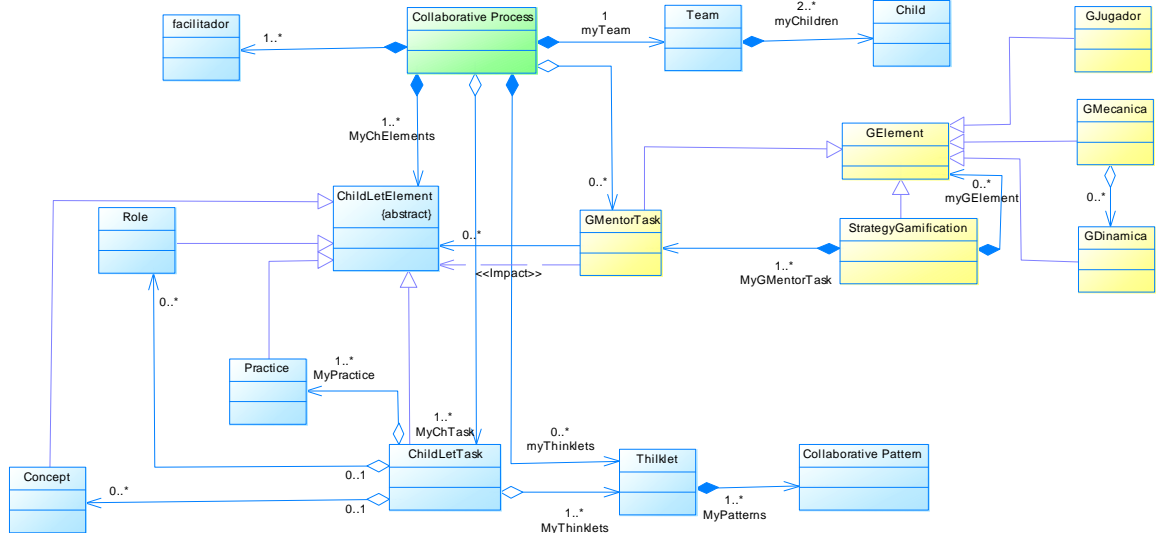 facilitador
1..*
Collaborative Process
1
myTeam
Team
2..*
myChildren
Child
GJugador
1..*
MyChElements
0..*
GElement
GMecanica
0..*
myGElement
0..*
ChildLetElement
{abstract}
Role
0..*
GMentorTask
StrategyGamification
GDinamica
<<Impact>>
1..*
MyGMentorTask
0..*
Practice
1..*
MyPractice
1..*
MyChTask
0..*
myThinklets
ChildLetTask
Thilklet
Collaborative Pattern
Concept
0..*
0..1
0..1
1..*
MyThinklets
1..*
MyPatterns